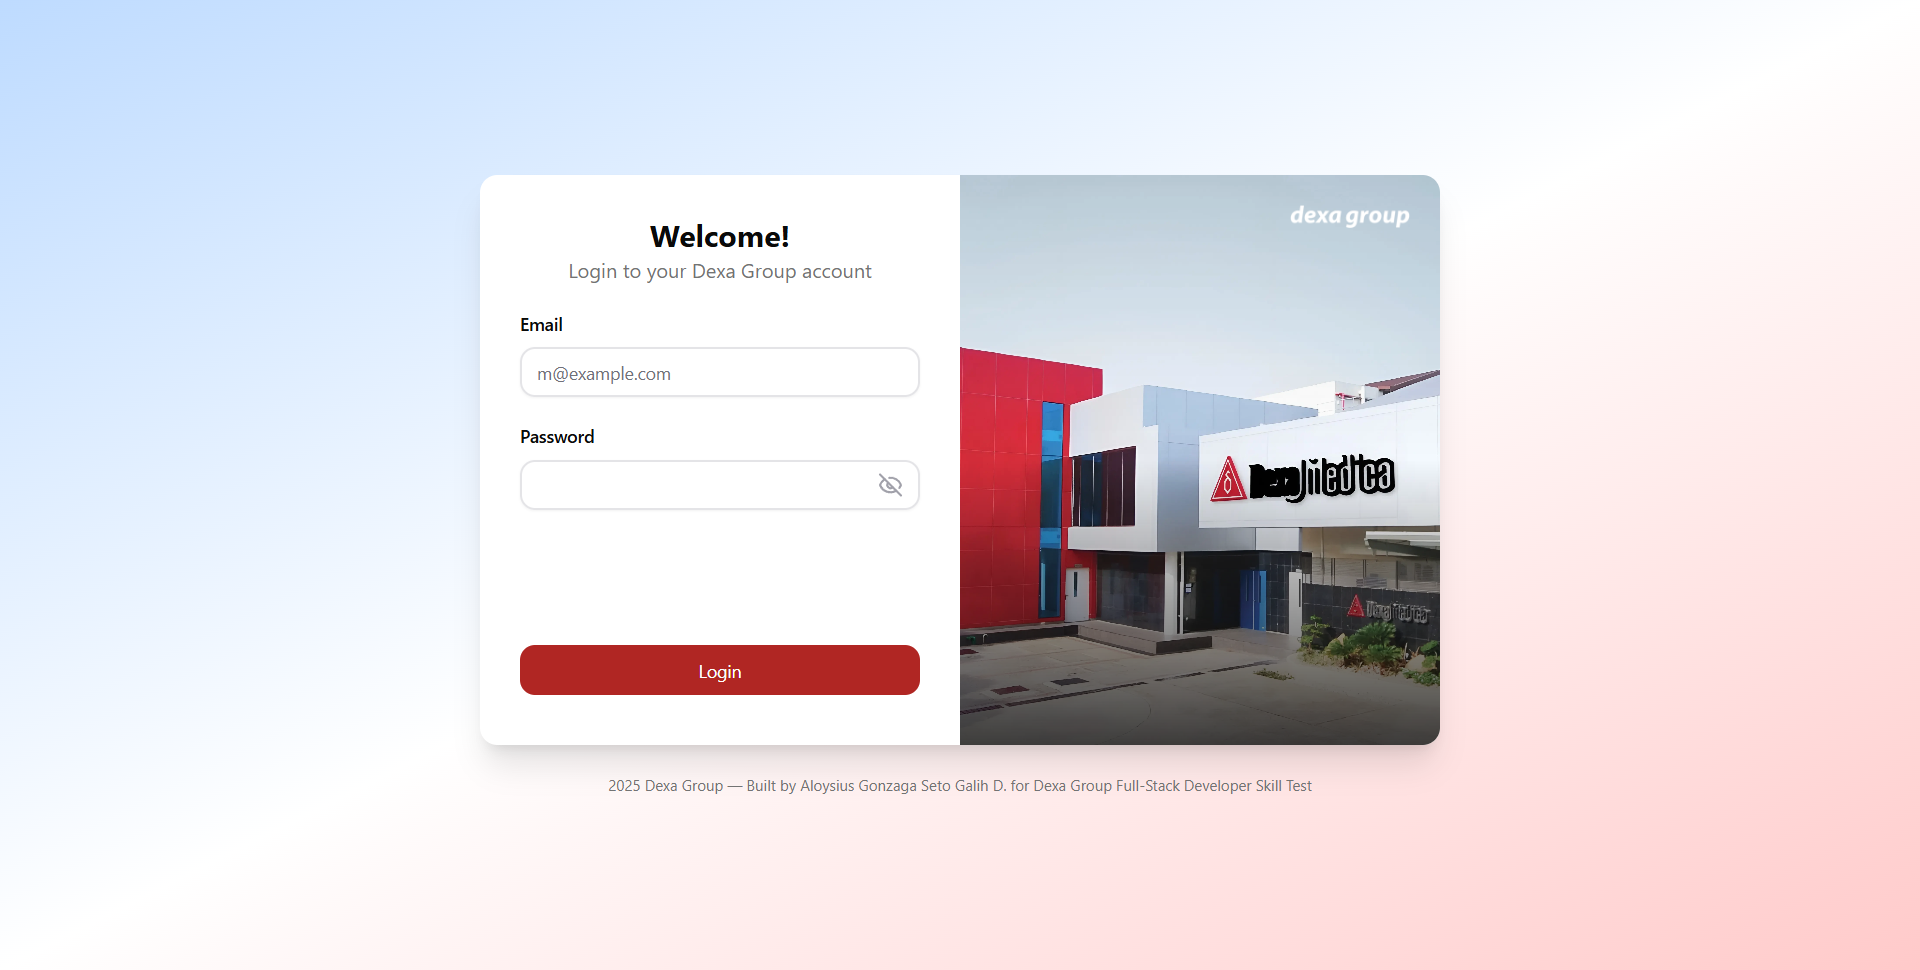 Welcome!
Login to your Dexa Group account
Email
m@example.com
Password
Login
dexa group
2025 Dexa Group — Built by Aloysius Gonzaga Seto Galih D. for Dexa Group Full-Stack Developer Skill Test